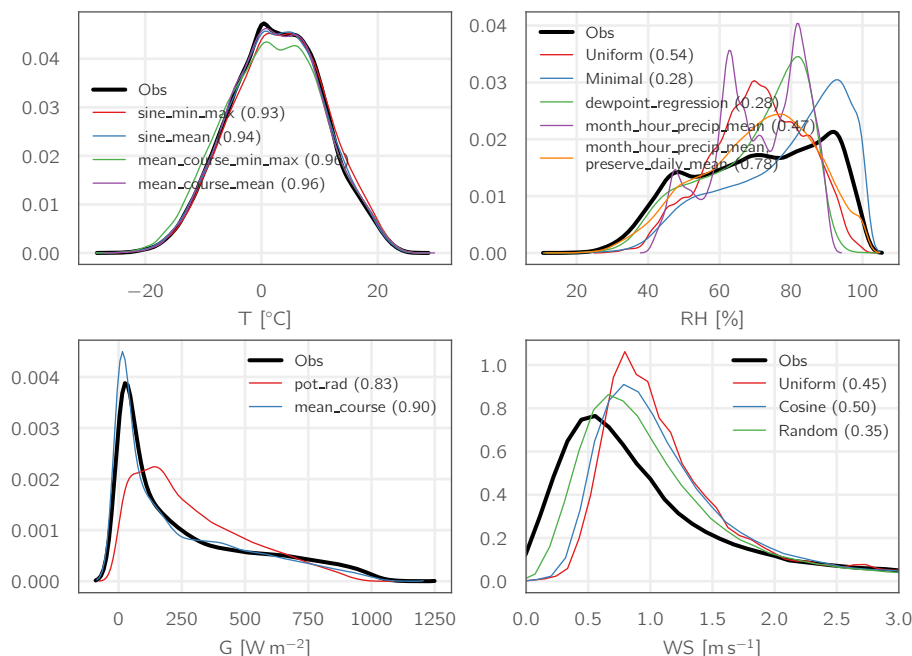 0.04
0.03
0.02
0.01
0.00
Obs
sine_min_max (0.93)
sine_mean (0.94)
mean_course_min_max (0.96)
mean_course_mean (0.96)
−20
0
20
T [°C]
0.04
0.03
0.02
0.01
0.00
Obs
Uniform (0.54)
Minimal (0.28)
dewpoint_regression (0.28)
month_hour_precip_mean (0.47)
month_hour_precip_mean_
preserve_daily_mean (0.78)
20
40
60
80
100
RH [%]
0.004
0.003
0.002
0.001
0.000
Obs
pot_rad (0.83)
mean_course (0.90)
0
250
500
750
1000
1250
G [W m−2]
1.0
0.8
0.6
0.4
0.2
0.0
Obs
Uniform (0.45)
Cosine (0.50)
Random (0.35)
0.0
0.5
1.0
1.5
2.0
2.5
3.0
WS [m s−1]